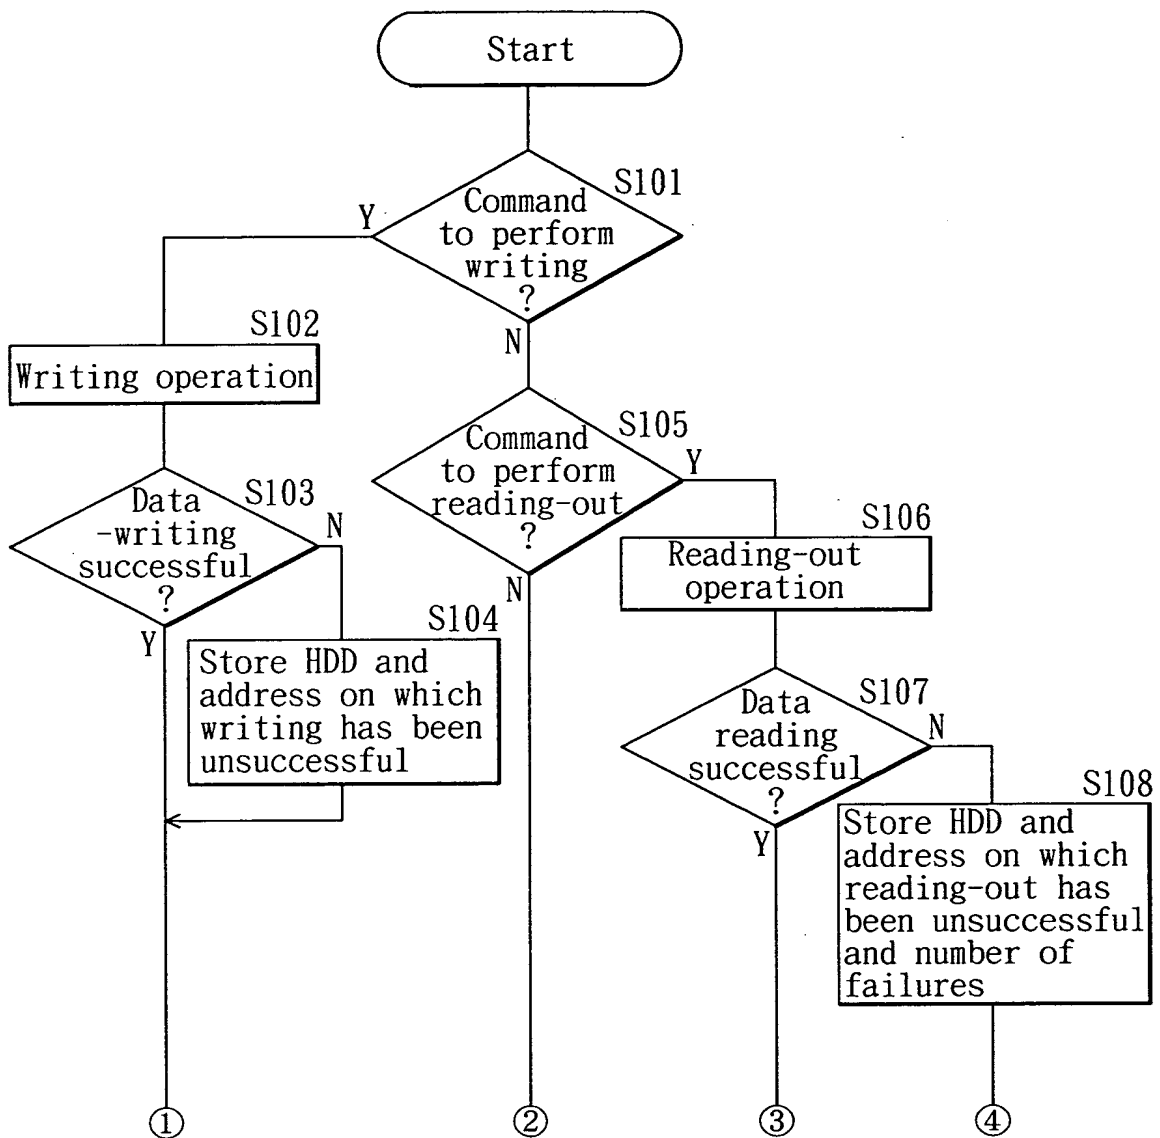 Start
S101
Command
to perform
writing
?
Y
N
S102
Writing operation
S103
Data
-writing
successful
?
N
Y
S104
Store HDD and
address on which
writing has been
unsuccessful
S105
Command
to perform
reading-out
?
Y
N
S106
Reading-out
operation
S107
Data
reading
successful
?
N
Y
S108
Store HDD and
address on which
reading-out has
been unsuccessful
and number of
failures
①
②
③
④